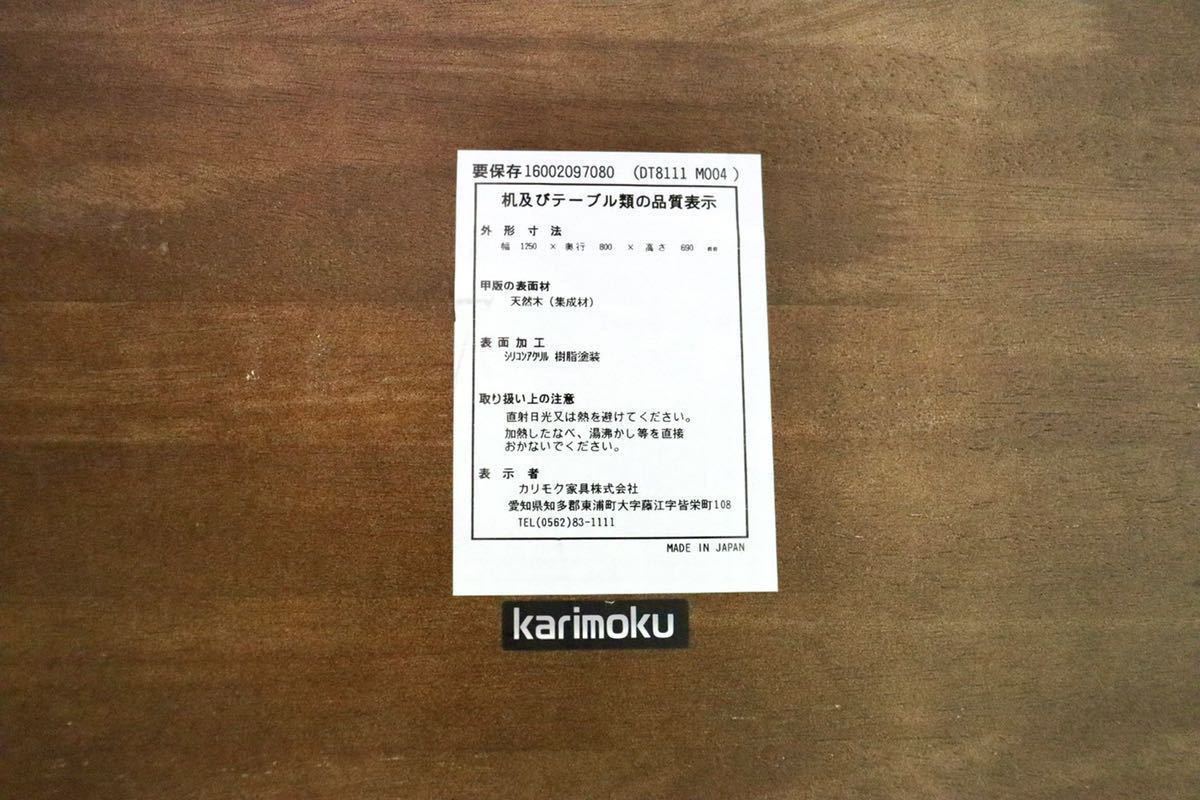 要保存16002097080 (DT8111 M004 )
机及びテーブル類の品質表示
外 形 寸 法
幅 1250 × 奥行 800 × 高さ 690 mm
甲版の表面材
天然木（集成材）
表 面 加 工
ｼﾘｺﾝｱｸﾘﾙ 樹脂塗装
取り扱い上の注意
直射日光又は熱を避けてください。
加熱したなべ、湯沸かし等を直接
おかないでください。
表 示 者
カリモク家具株式会社
愛知県知多郡東浦町大字藤江字皆栄町108
TEL(0562)83-1111
MADE IN JAPAN
karimoku